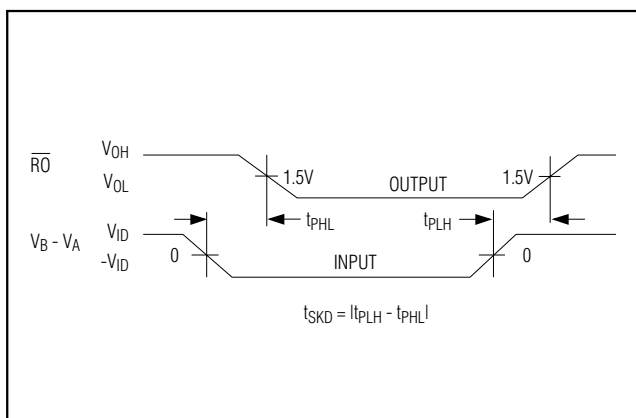 R̅O̅ VOH
VOL 1.5V OUTPUT 1.5V
tPHL tPLH
VB - VA VID
-VID 0 INPUT 0
tSKD = |tPLH - tPHL|